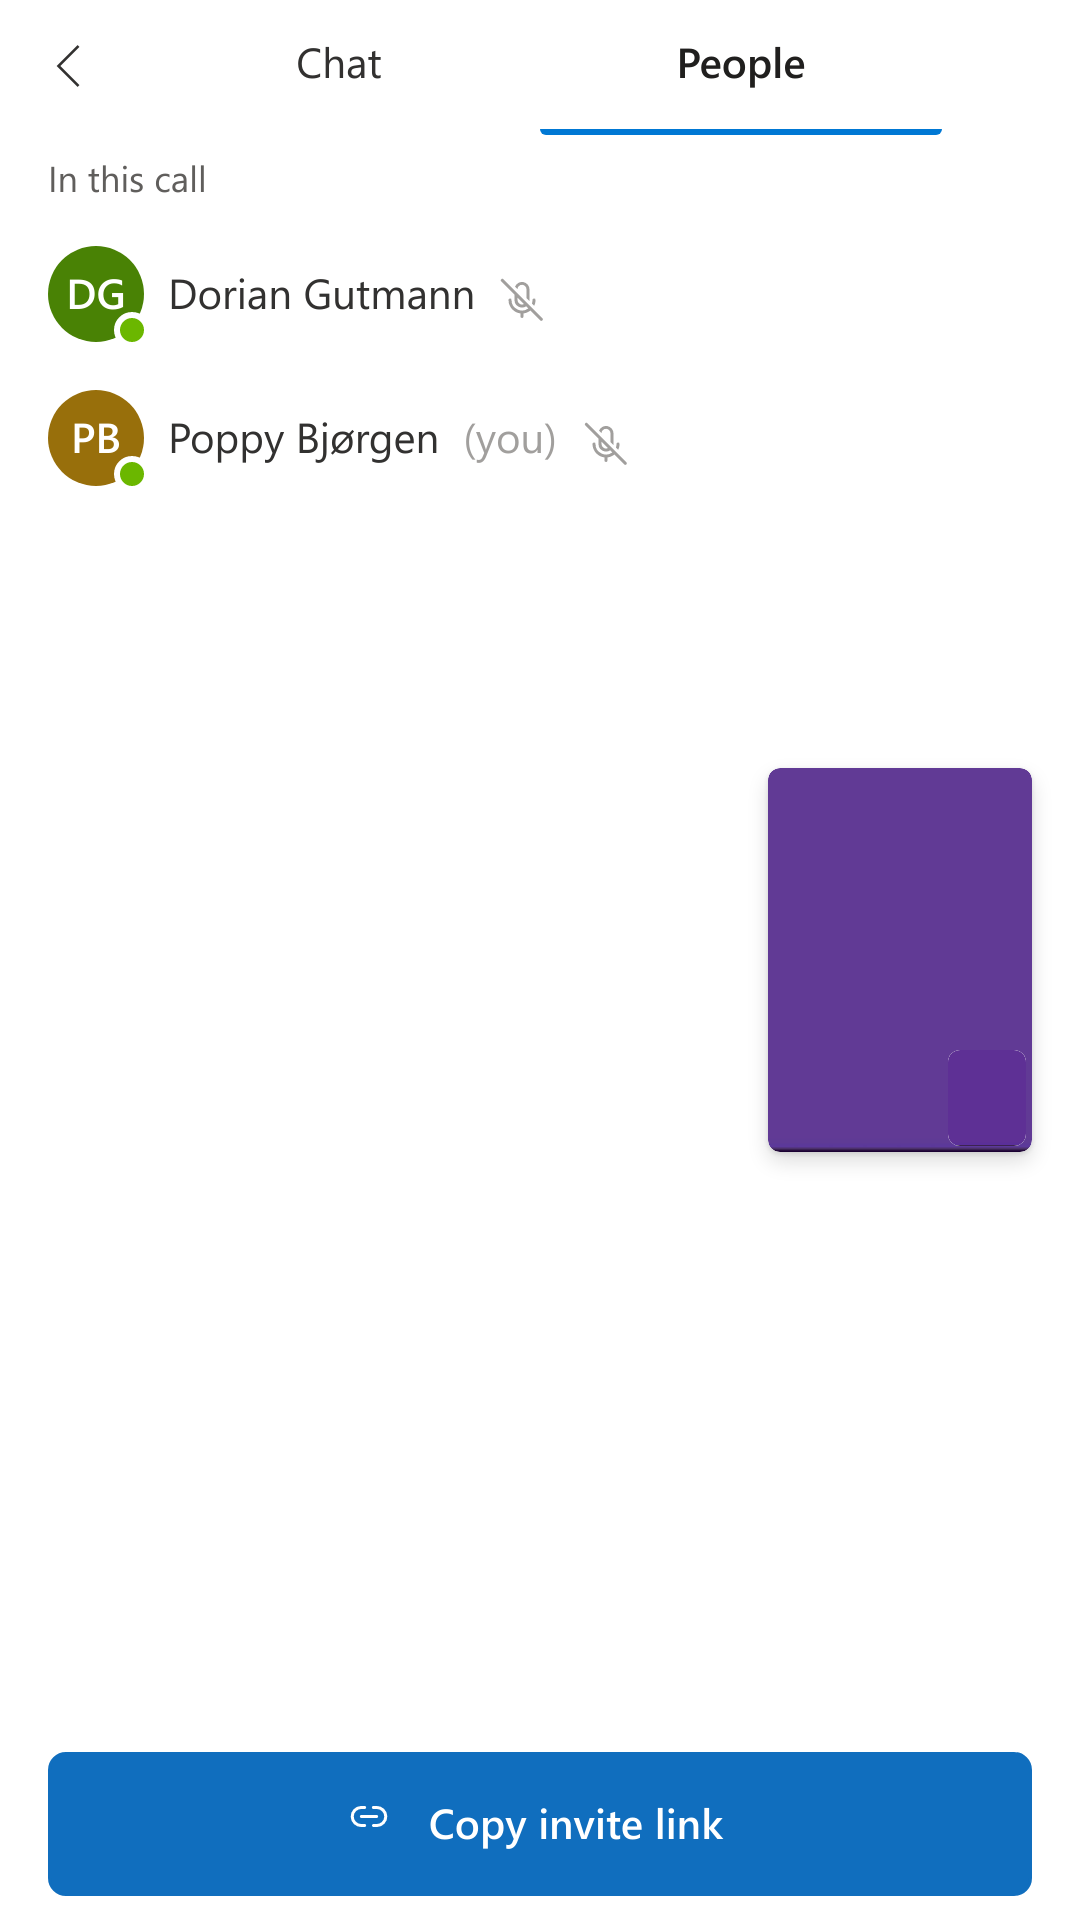 Chat People
In this call
DG Dorian Gutmann
PB Poppy Bjørgen (you)
Copy invite link